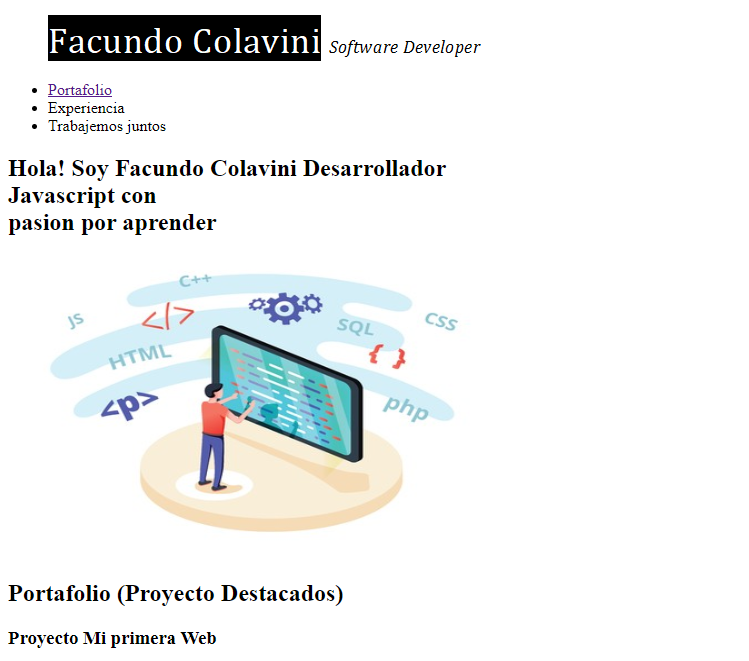 Facundo Colavini Software Developer
Portafolio
Experiencia
Trabajemos juntos
Hola! Soy Facundo Colavini Desarrollador
Javascript con
pasion por aprender
C++
JS
</>
SQL
CSS
HTML
{ }
<p>
php
Portafolio (Proyecto Destacados)
Proyecto Mi primera Web